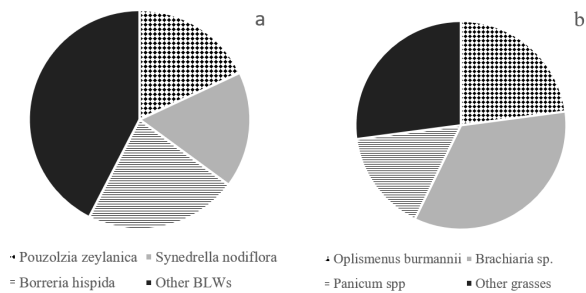 a
b
Pouzolzia zeylanica Synedrella nodiflora
Borreria hispida Other BLWs
Oplismenus burmannii Brachiaria sp.
Panicum spp Other grasses